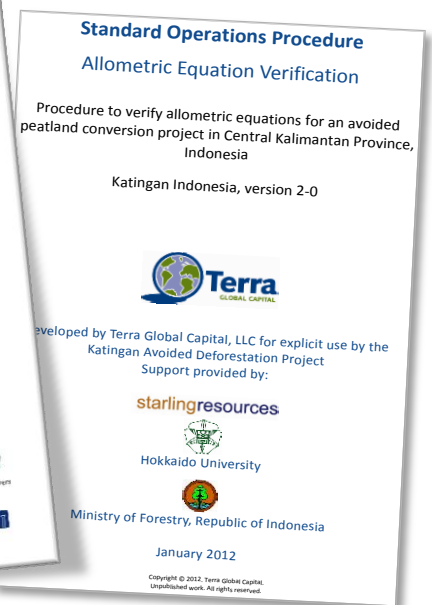 Standard Operations Procedure
Allometric Equation Verification
Procedure to verify allometric equations for an avoided
peatland conversion project in Central Kalimantan Province,
Indonesia
Katingan Indonesia, version 2-0
Terra
GLOBAL CAPITAL
eveloped by Terra Global Capital, LLC for explicit use by the
Katingan Avoided Deforestation Project
Support provided by:
starlingresources
Hokkaido University
Ministry of Forestry, Republic of Indonesia
January 2012
Copyright © 2012. Terra Global Capital.
Unpublished work. All rights reserved.